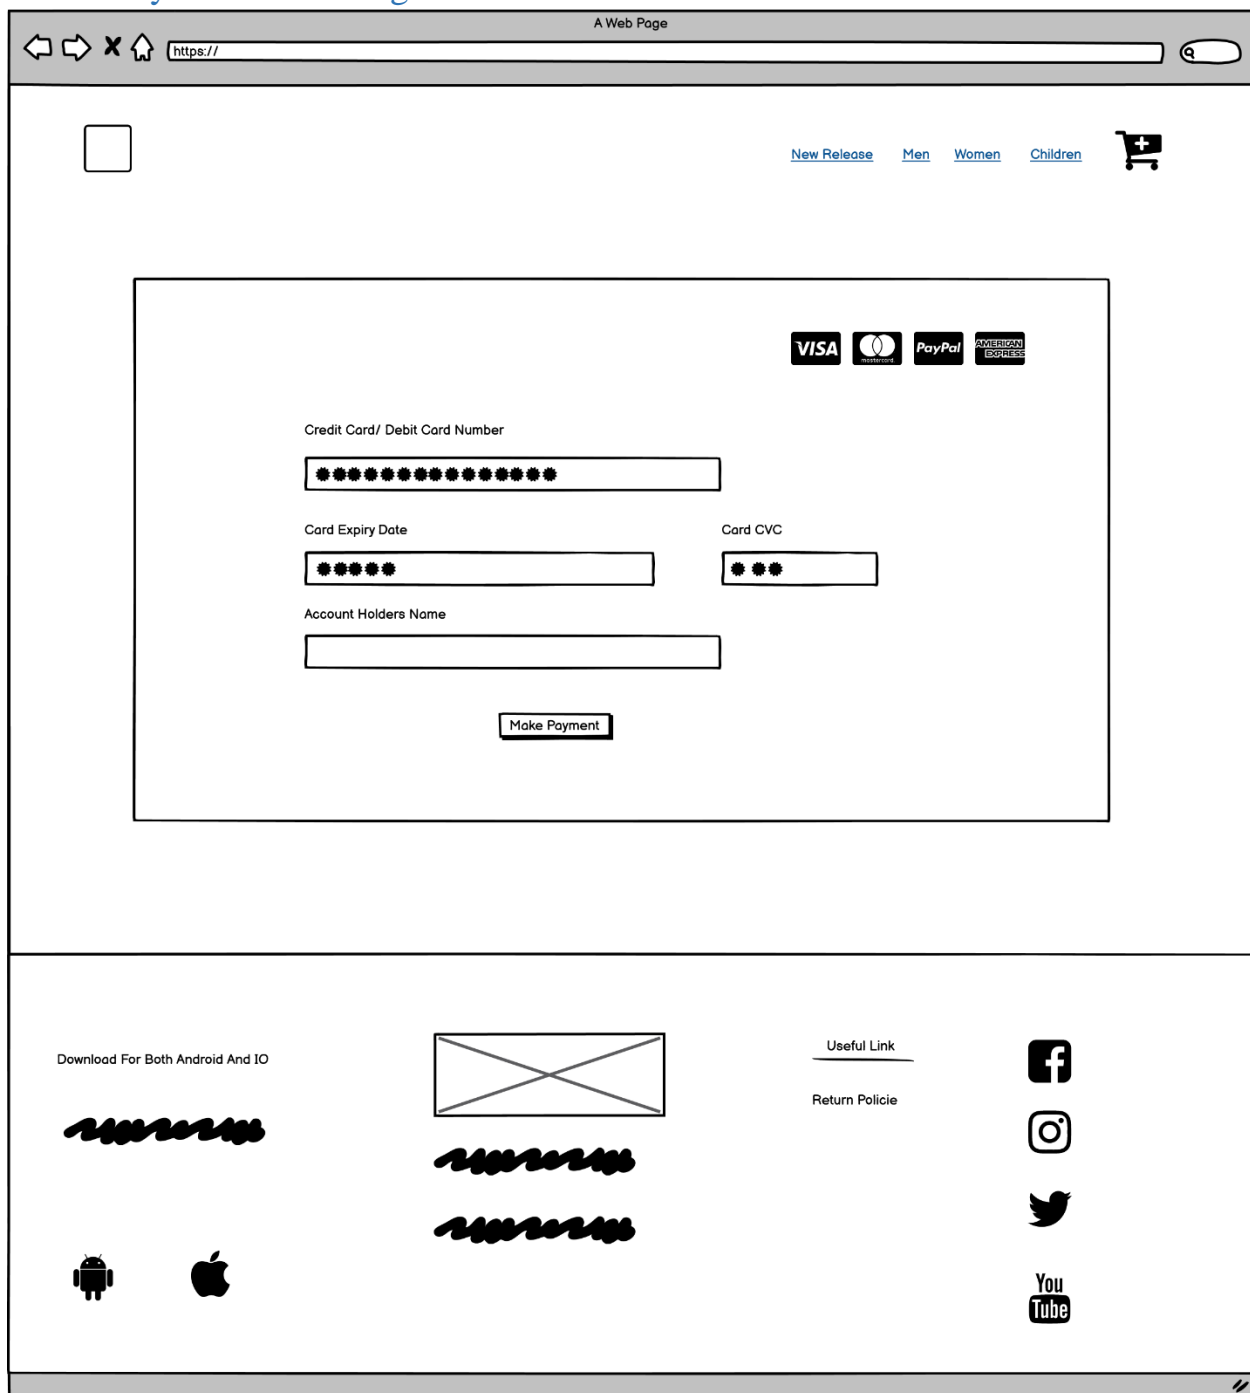 A Web Page
https://
New Release Men Women Children
VISA mastercard. PayPal AMERICAN EXPRESS
Credit Card/ Debit Card Number
Card Expiry Date Card CVC
Account Holders Name
Make Payment
Download For Both Android And IO
Useful Link
Return Policie
You
Tube